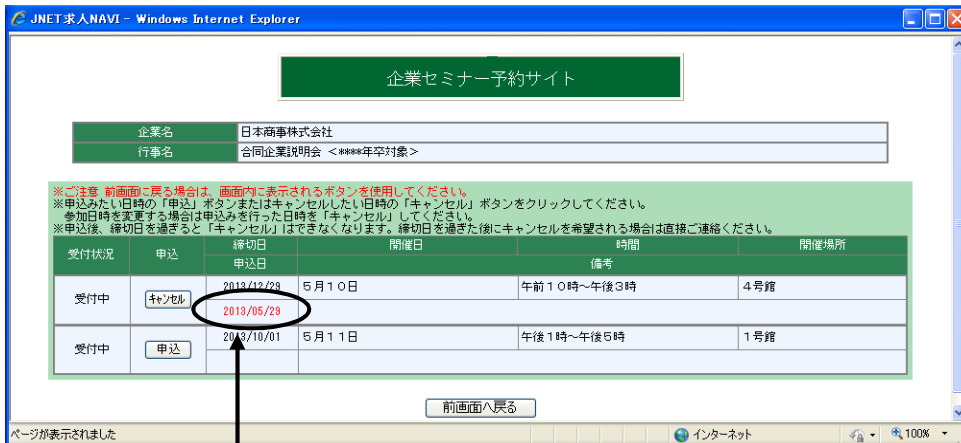 JNET求人NAVI - Windows Internet Explorer
企業セミナー予約サイト
企業名 日本商事株式会社
行事名 合同企業説明会 <****年卒対象>
※ご注意 前画面に戻る場合は、画面内に表示されるボタンを使用してください。
※申込みたい日時の「申込」ボタンまたはキャンセルしたい日時の「キャンセル」ボタンをクリックしてください。
参加日時を変更する場合は申込みを行った日時を「キャンセル」してください。
※申込後、締切日を過ぎると「キャンセル」はできなくなります。締切日を過ぎた後にキャンセルを希望される場合は直接ご連絡ください。
受付状況 申込 締切日 開催日 時間 開催場所
申込日 備考
受付中 キャンセル 2013/12/29 5月10日 午前10時~午後3時 4号館
2013/05/29
受付中 申込 2013/10/01 5月11日 午後1時~午後5時 1号館
前画面へ戻る
ページが表示されました インターネット 100%